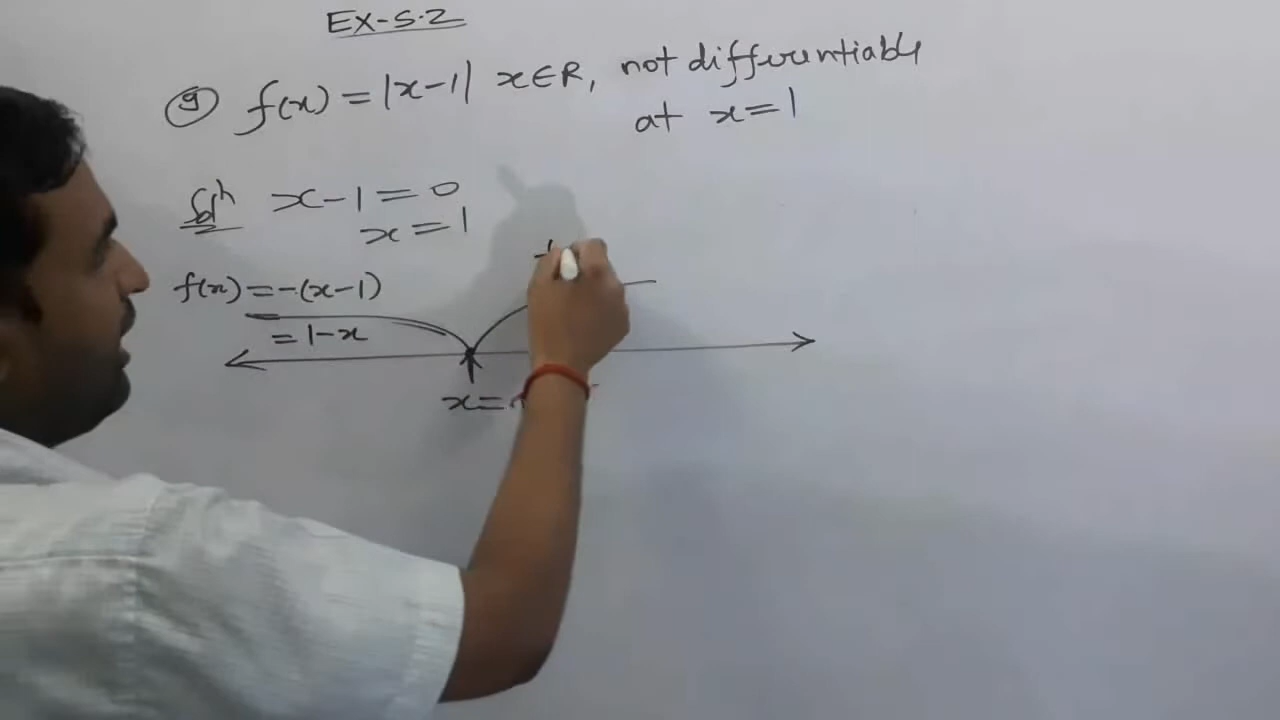 EX-5.2
⑨ f(x) = |x-1| x∈R, not differentiable
at x=1
Solⁿ x-1=0
x=1
f(x) = -(x-1)
= 1-x
x=